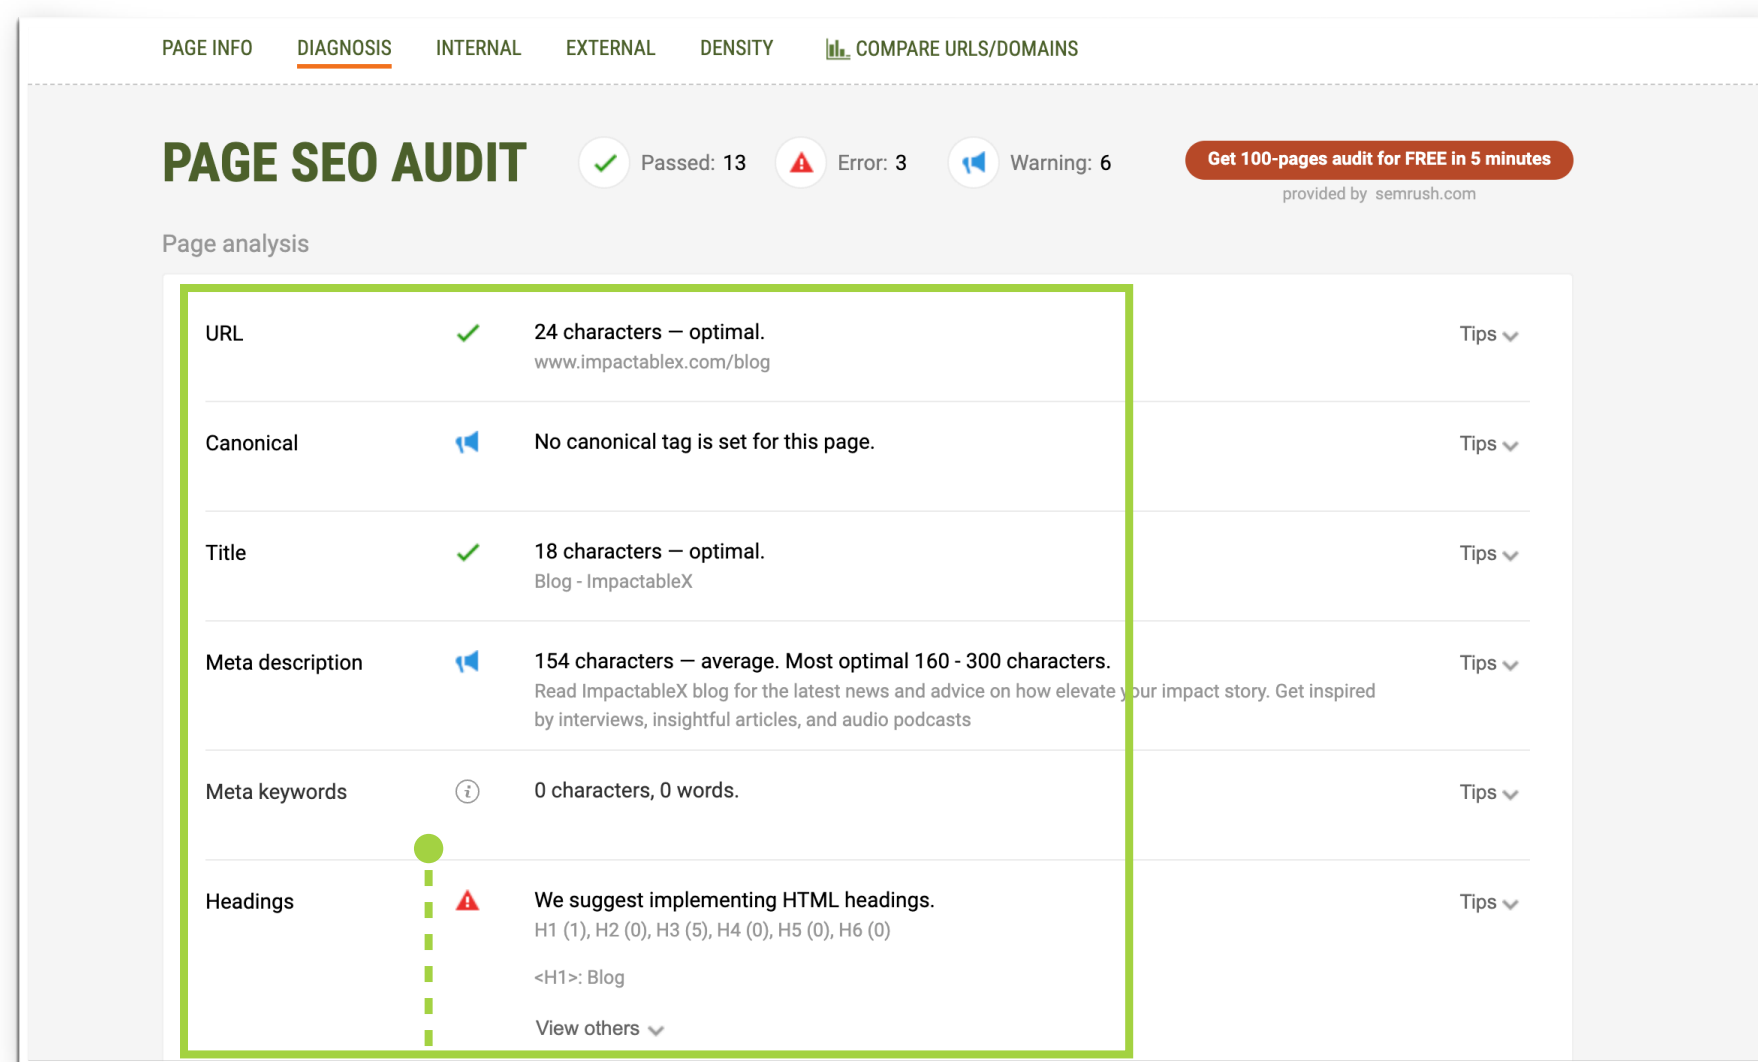 PAGE INFO DIAGNOSIS INTERNAL EXTERNAL DENSITY COMPARE URLS/DOMAINS
PAGE SEO AUDIT Passed: 13 Error: 3 Warning: 6 Get 100-pages audit for FREE in 5 minutes
provided by semrush.com
Page analysis
URL 24 characters — optimal. Tips
www.impactablex.com/blog
Canonical No canonical tag is set for this page. Tips
Title 18 characters — optimal. Tips
Blog - ImpactableX
Meta description 154 characters — average. Most optimal 160 - 300 characters. Tips
Read ImpactableX blog for the latest news and advice on how elevate your impact story. Get inspired
by interviews, insightful articles, and audio podcasts
Meta keywords 0 characters, 0 words. Tips
Headings We suggest implementing HTML headings. Tips
H1 (1), H2 (0), H3 (5), H4 (0), H5 (0), H6 (0)
<H1>: Blog
View others